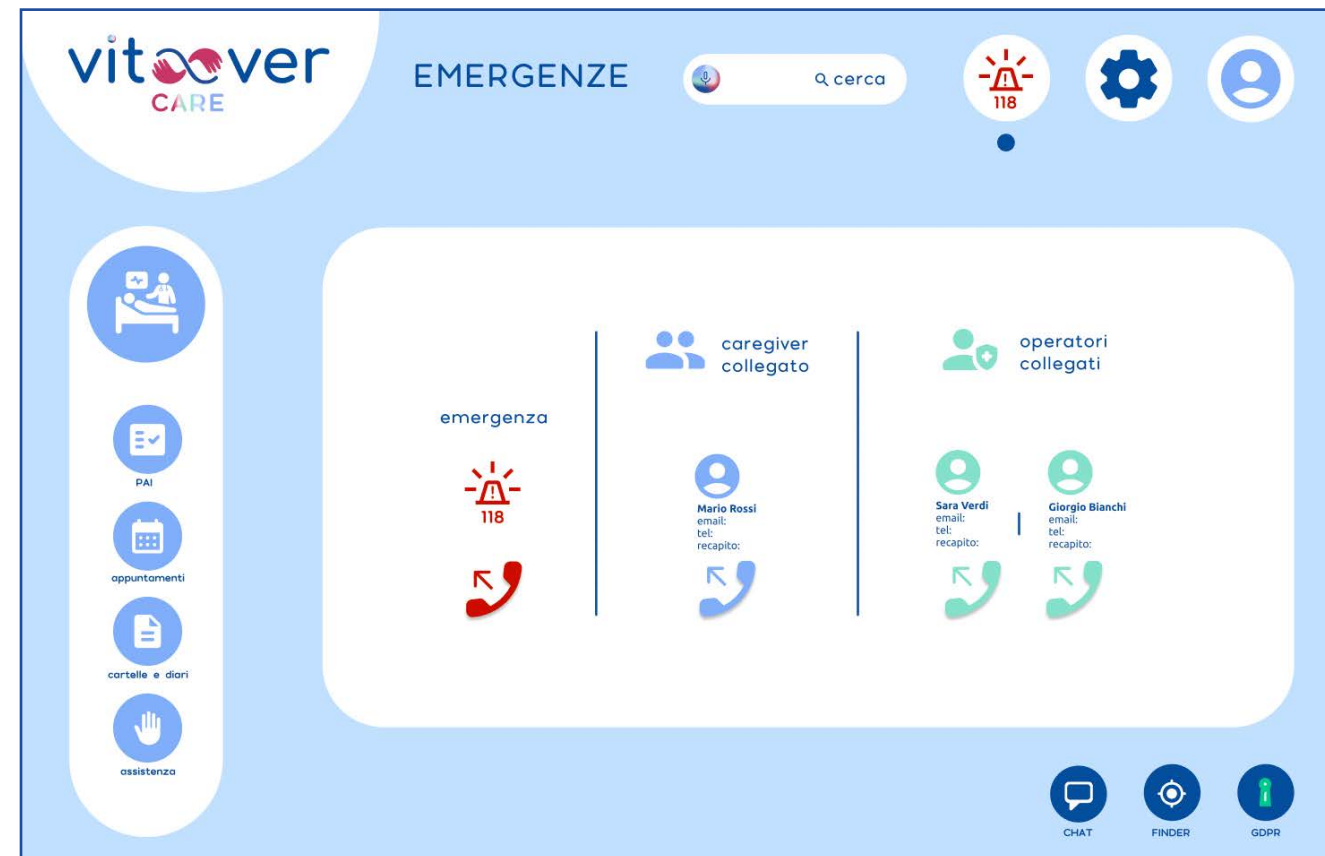 vitover
CARE
EMERGENZE
cerca
118
PAI
appuntamenti
cartelle e diari
assistenza
emergenza
118
caregiver
collegato
Mario Rossi
email:
tel:
recapito:
operatori
collegati
Sara Verdi
email:
tel:
recapito:
Giorgio Bianchi
email:
tel:
recapito:
CHAT
FINDER
GDPR